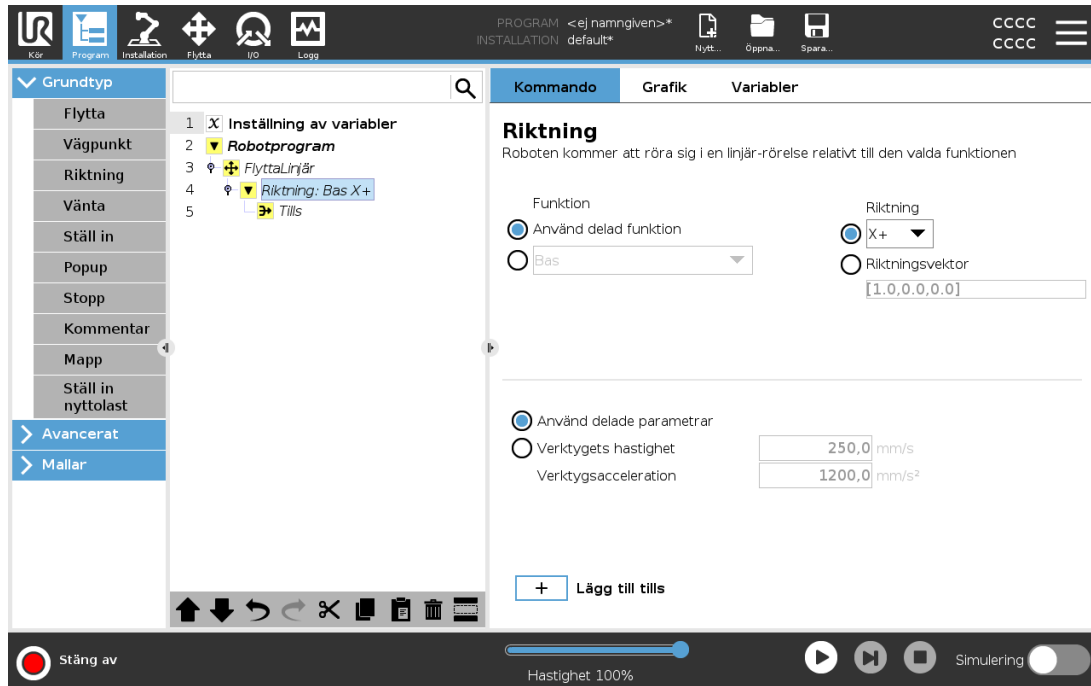 PROGRAM <ej namngiven>*
INSTALLATION default*
CCCC
CCCC
Kör
Program
Installation
Flytta
I/O
Logg
Nytt...
Öppna...
Spara...
Grundtyp
Flytta
Vägpunkt
Riktning
Vänta
Ställ in
Popup
Stopp
Kommentar
Mapp
Ställ in
nyttolast
Avancerat
Mallar
1 X Inställning av variabler
2 Robotprogram
3 FlyttaLinjär
4 Riktning: Bas X+
5 Tills
Kommando Grafik Variabler
Riktning
Roboten kommer att röra sig i en linjär-rörelse relativt till den valda funktionen
Funktion
Använd delad funktion
Bas
Riktning
X+
Riktningsvektor
[1.0,0.0,0.0]
Använd delade parametrar
Verktygets hastighet 250,0 mm/s
Verktygsacceleration 1200,0 mm/s²
+ Lägg till tills
Stäng av
Hastighet 100%
Simulering